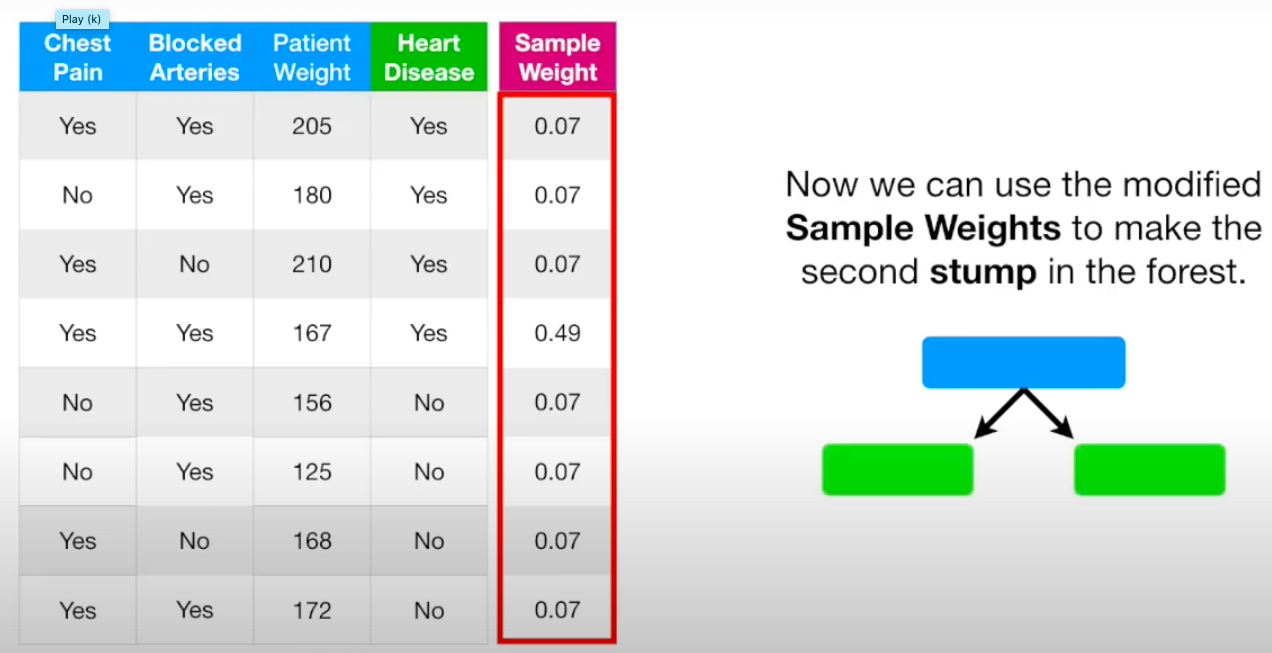 Play (k)
Chest Pain Blocked Arteries Patient Weight Heart Disease Sample Weight
Yes Yes 205 Yes 0.07
No Yes 180 Yes 0.07
Yes No 210 Yes 0.07
Yes Yes 167 Yes 0.49
No Yes 156 No 0.07
No Yes 125 No 0.07
Yes No 168 No 0.07
Yes Yes 172 No 0.07
Now we can use the modified
Sample Weights to make the
second stump in the forest.